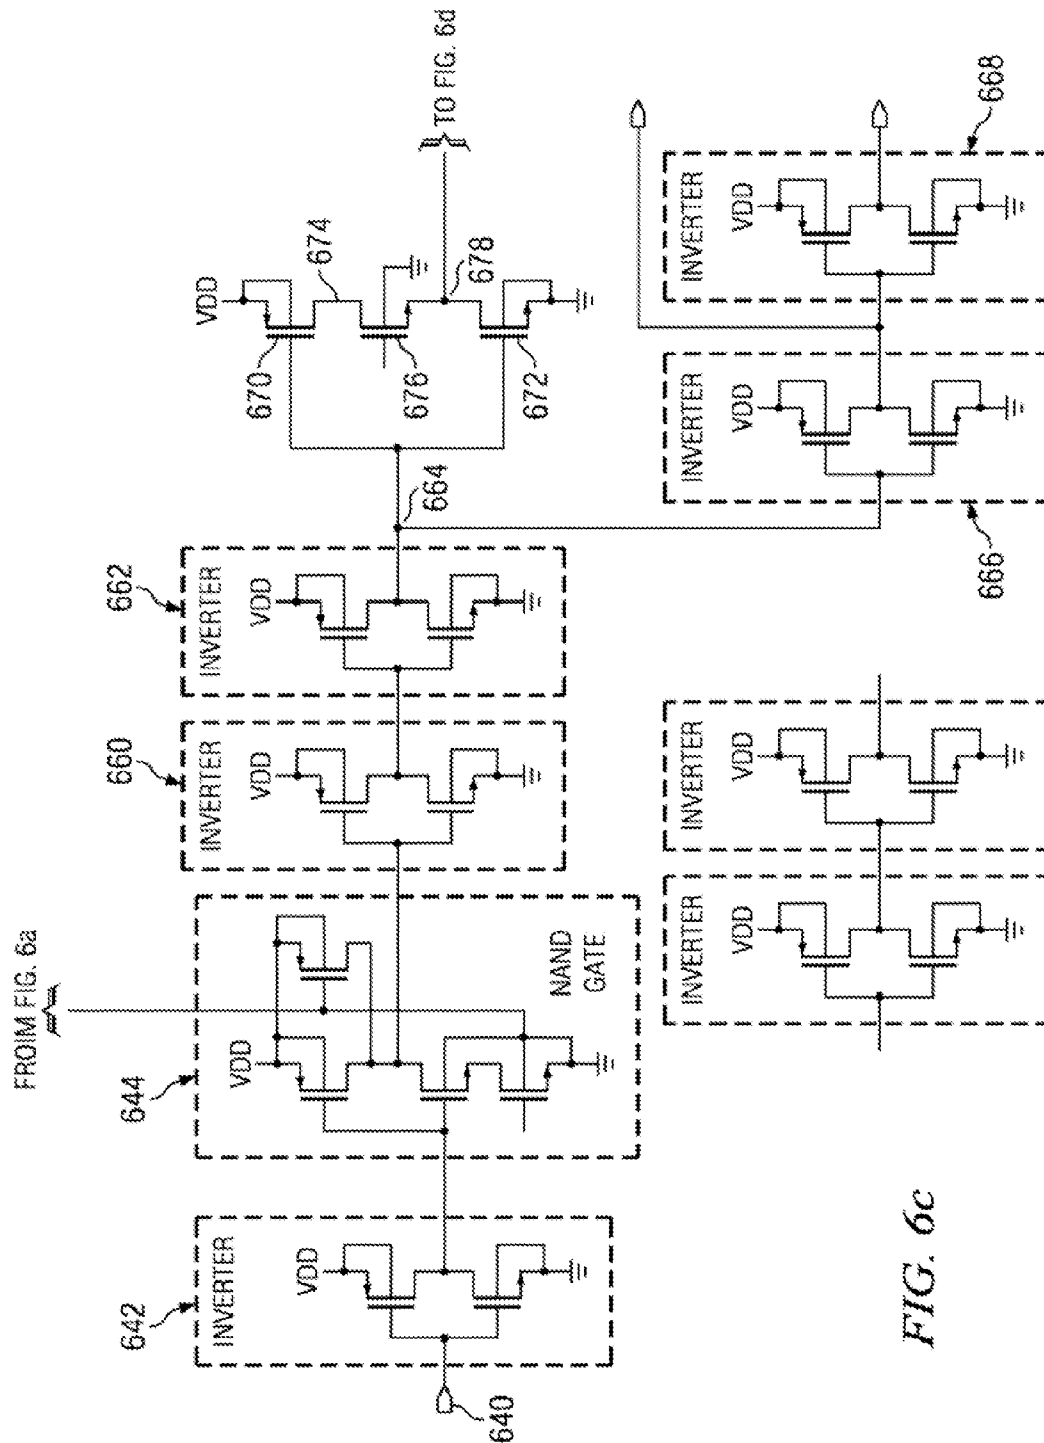 FROIM FIG. 6a
TO FIG. 6d
642
INVERTER
VDD
640
644
VDD
NAND
GATE
660
INVERTER
VDD
662
INVERTER
VDD
664
VDD
670
674
676
678
672
INVERTER
VDD
INVERTER
VDD
666
INVERTER
VDD
668
INVERTER
VDD
FIG. 6c